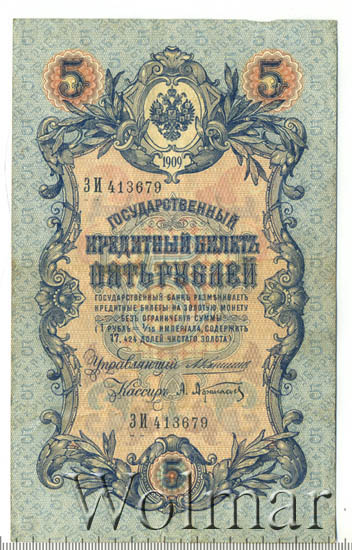 5 5
1909
ЗИ 413679
ГОСУДАРСТВЕННЫЙ
КРЕДИТНЫЙ БИЛЕТЪ
ПЯТЬ РУБЛЕЙ
ГОСУДАРСТВЕННЫЙ БАНКЪ РАЗМѢНИВАЕТЪ
КРЕДИТНЫЕ БИЛЕТЫ НА ЗОЛОТУЮ МОНЕТУ
БЕЗЪ ОГРАНИЧЕНІЯ СУММЫ
(1 РУБЛЬ = 1/15 ИМПЕРІАЛА, СОДЕРЖИТЪ
17,424 ДОЛЕЙ ЧИСТАГО ЗОЛОТА).
Управляющій
Кассиръ
ЗИ 413679
5
Wolmar